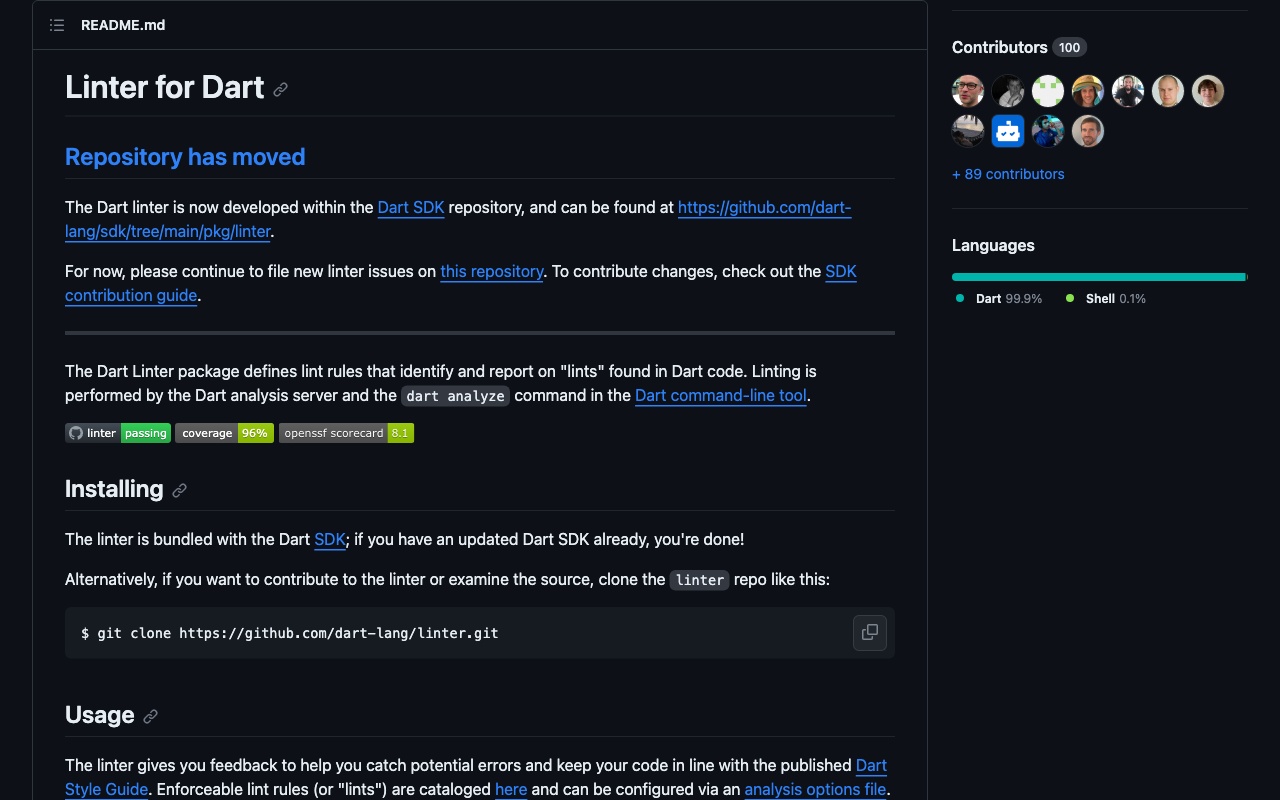 README.md
Linter for Dart
Repository has moved
The Dart linter is now developed within the Dart SDK repository, and can be found at https://github.com/dart-
lang/sdk/tree/main/pkg/linter.
For now, please continue to file new linter issues on this repository. To contribute changes, check out the SDK
contribution guide.
The Dart Linter package defines lint rules that identify and report on "lints" found in Dart code. Linting is
performed by the Dart analysis server and the dart analyze command in the Dart command-line tool.
linter passing coverage 96% openssf scorecard 8.1
Installing
The linter is bundled with the Dart SDK; if you have an updated Dart SDK already, you're done!
Alternatively, if you want to contribute to the linter or examine the source, clone the linter repo like this:
$ git clone https://github.com/dart-lang/linter.git
Usage
The linter gives you feedback to help you catch potential errors and keep your code in line with the published Dart
Style Guide. Enforceable lint rules (or "lints") are cataloged here and can be configured via an analysis options file.
Contributors 100
+ 89 contributors
Languages
Dart 99.9% Shell 0.1%